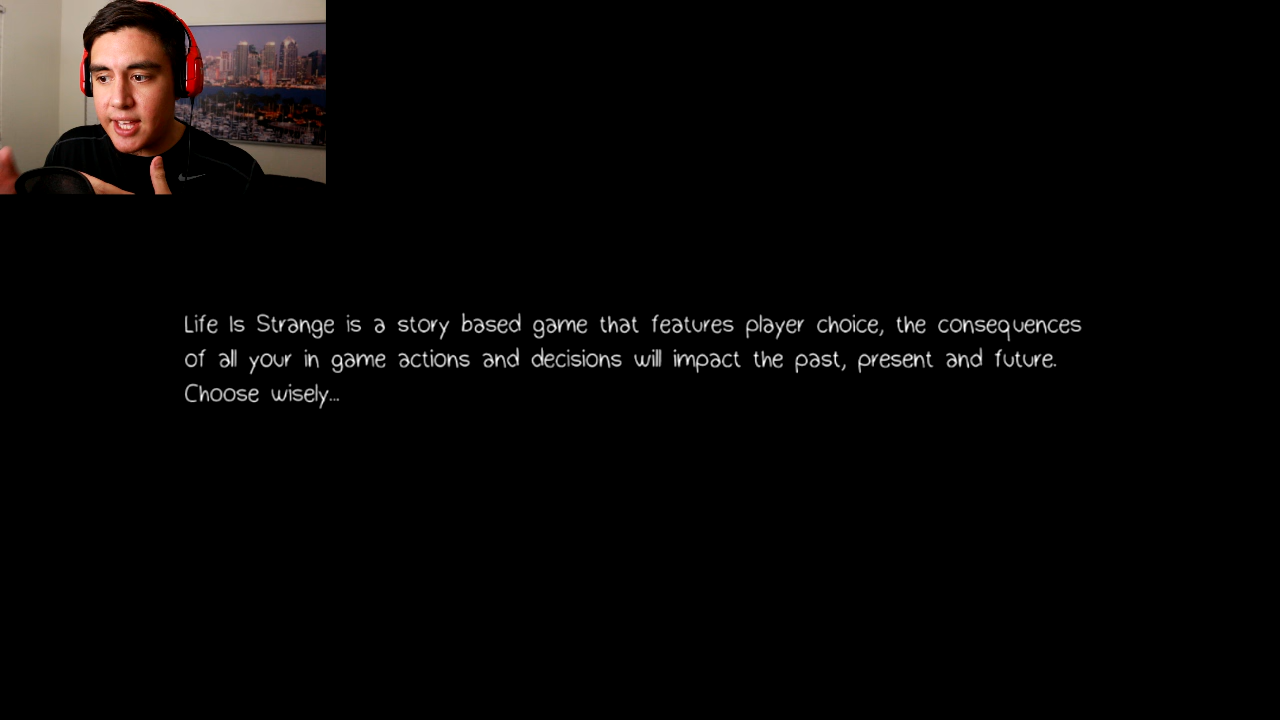 Life Is Strange is a story based game that features player choice, the consequences
of all your in game actions and decisions will impact the past, present and future.
Choose wisely...